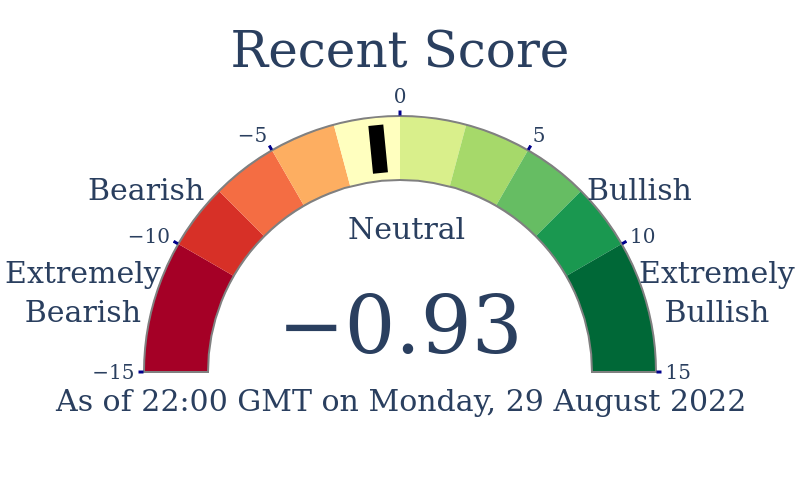 Recent Score
0
−5
5
Bearish
Bullish
−10
10
Neutral
Extremely
Bearish
Extremely
Bullish
−0.93
−15
15
As of 22:00 GMT on Monday, 29 August 2022